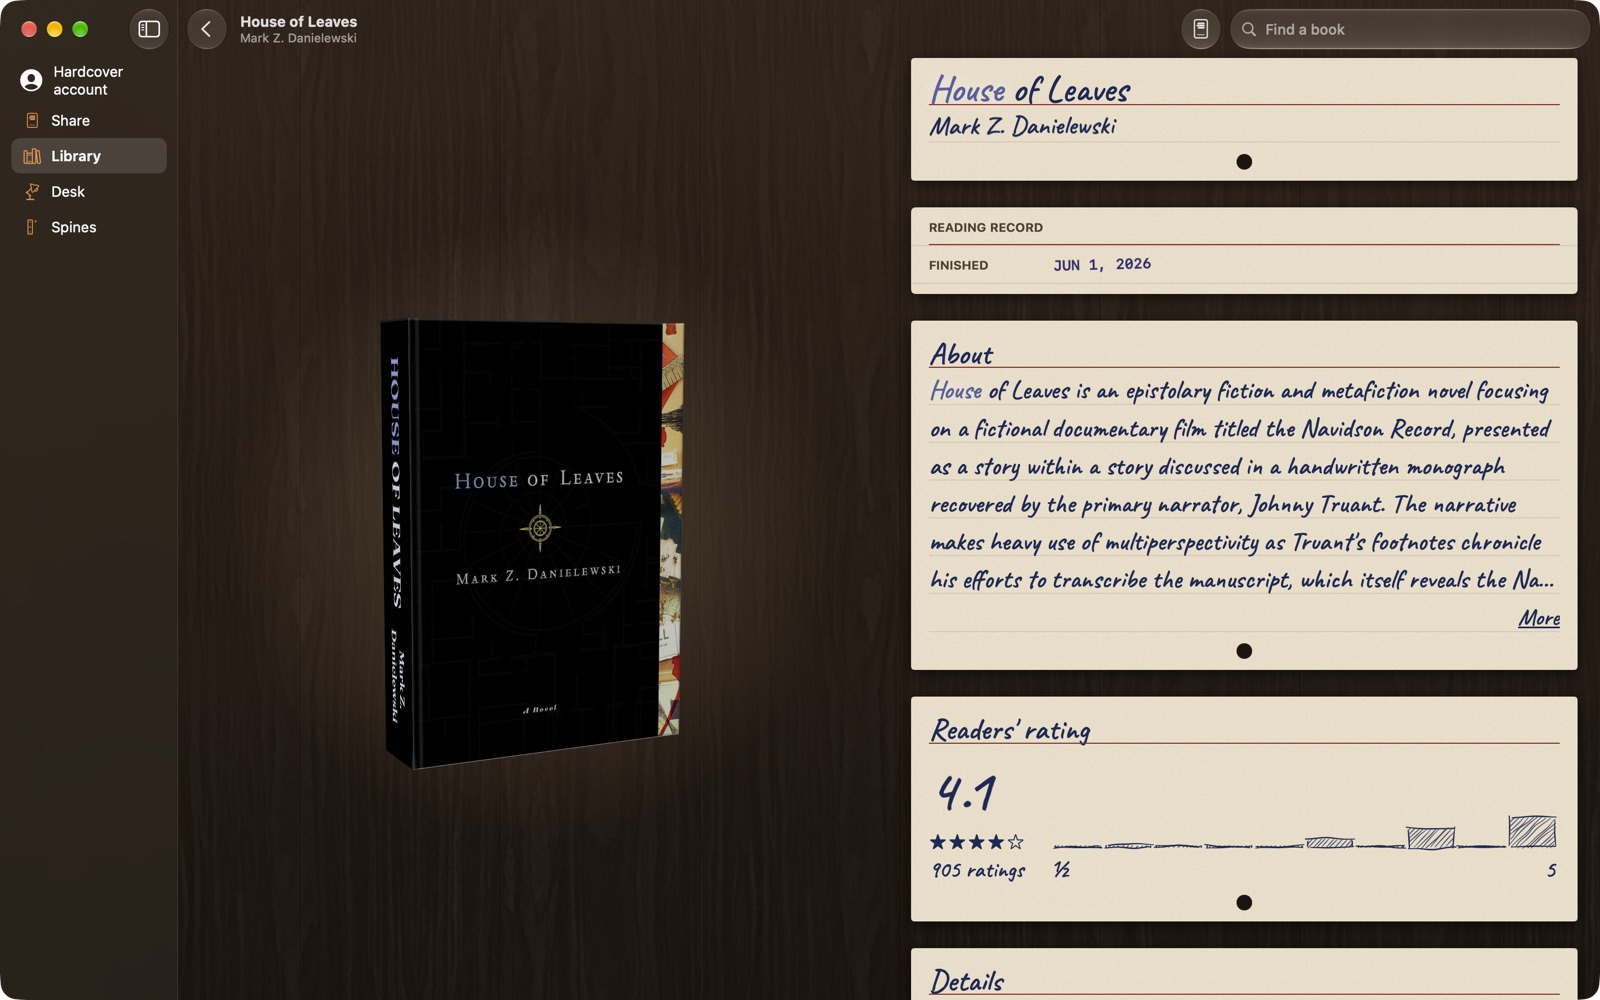 House of Leaves
Mark Z. Danielewski
Find a book
Hardcover
account
Share
Library
Desk
Spines
HOUSE OF LEAVES
Mark Z.
Danielewski
HOUSE OF LEAVES
MARK Z. DANIELEWSKI
A Novel
House of Leaves
Mark Z. Danielewski
READING RECORD
FINISHED JUN 1, 2026
About
House of Leaves is an epistolary fiction and metafiction novel focusing
on a fictional documentary film titled the Navidson Record, presented
as a story within a story discussed in a handwritten monograph
recovered by the primary narrator, Johnny Truant. The narrative
makes heavy use of multiperspectivity as Truant's footnotes chronicle
his efforts to transcribe the manuscript, which itself reveals the Na...
More
Readers' rating
4.1
★★★★☆
905 ratings
½ 5
Details